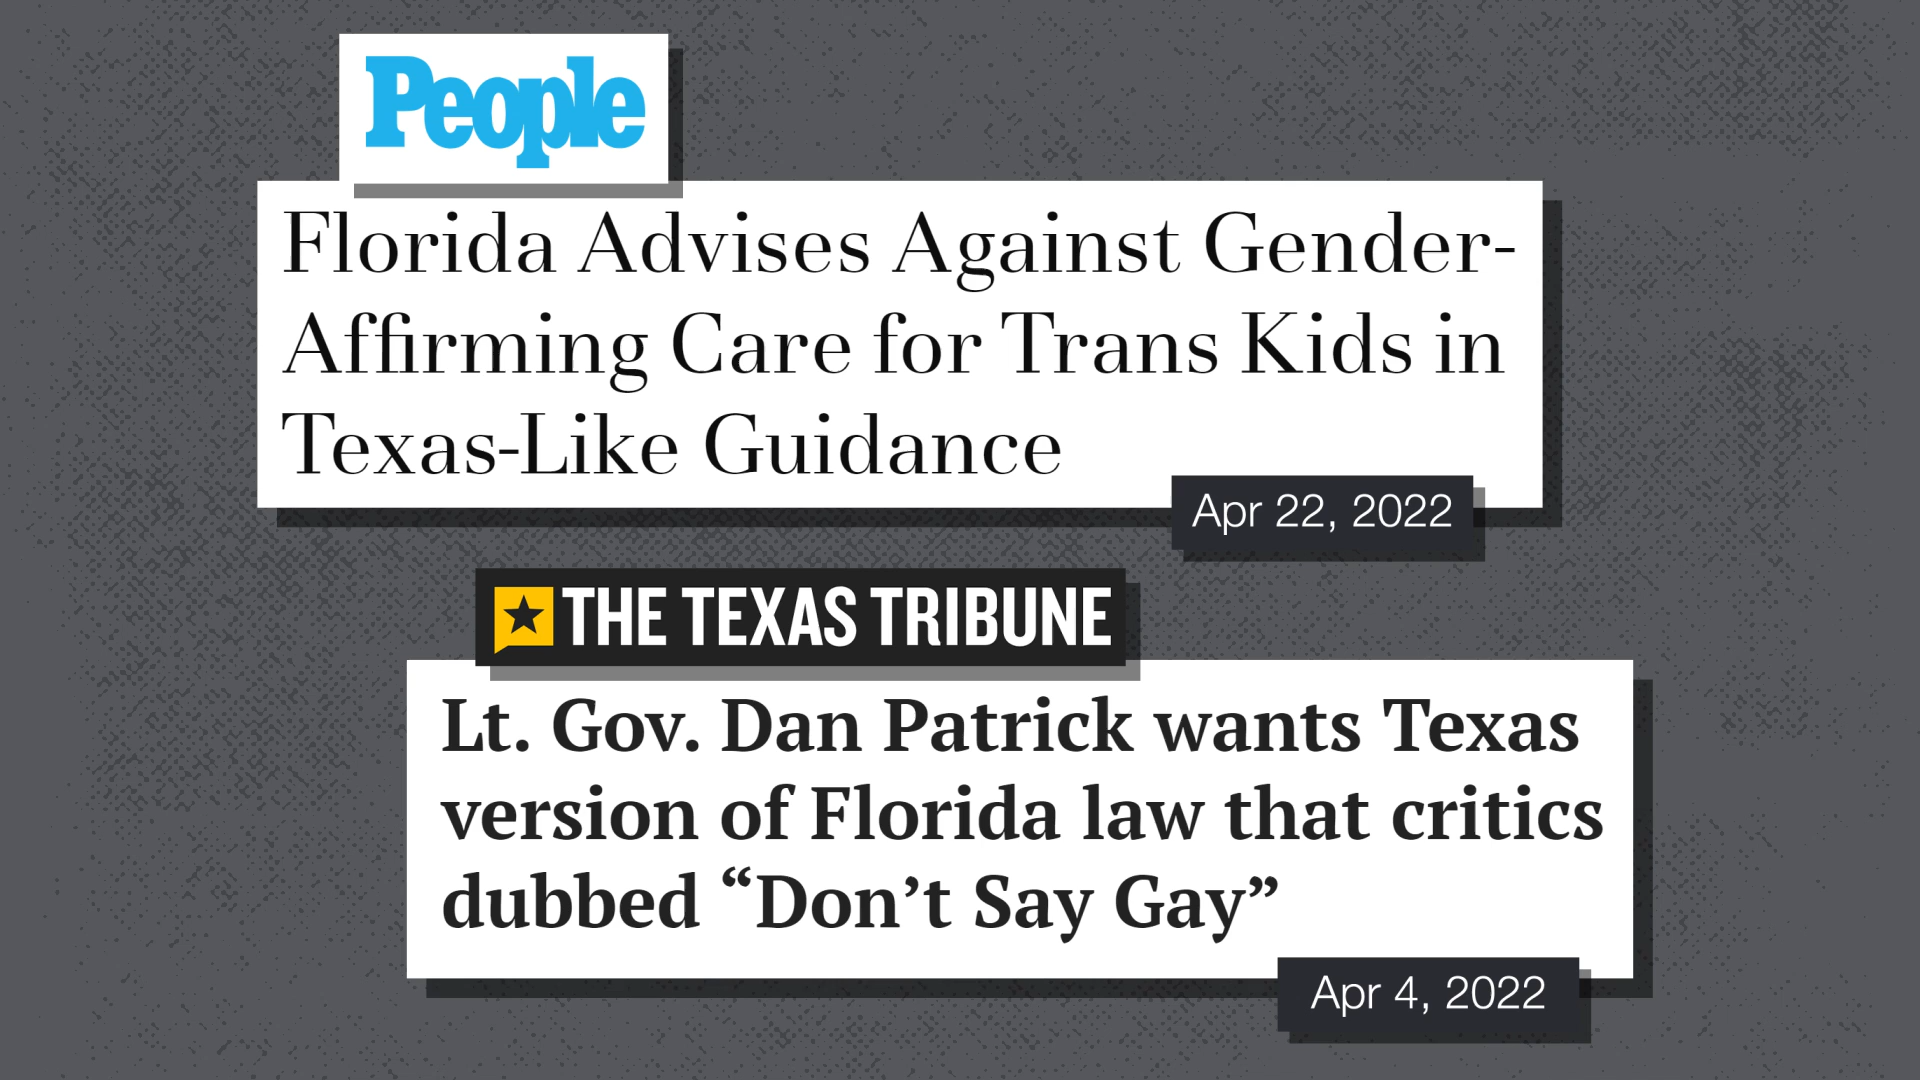 People
Florida Advises Against Gender-
Affirming Care for Trans Kids in
Texas-Like Guidance
Apr 22, 2022
THE TEXAS TRIBUNE
Lt. Gov. Dan Patrick wants Texas
version of Florida law that critics
dubbed “Don’t Say Gay”
Apr 4, 2022